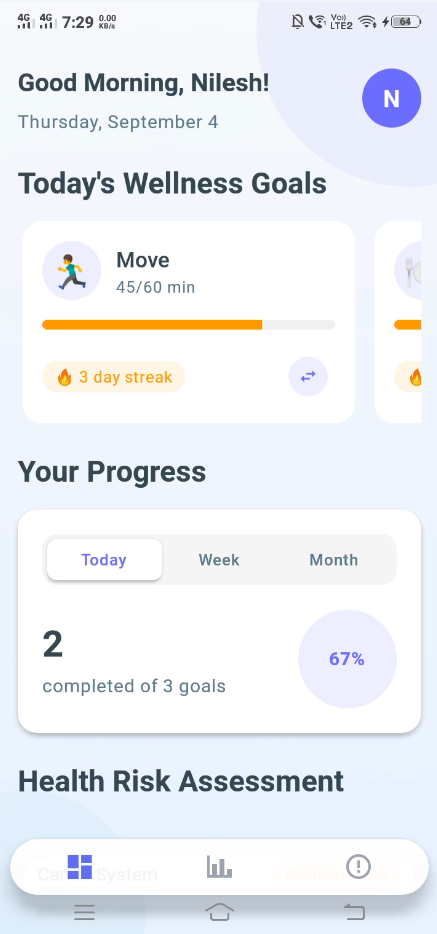 4G 4G 7:29 0.00 KB/s Vo) LTE2 64
Good Morning, Nilesh!
N
Thursday, September 4
Today's Wellness Goals
Move
45/60 min
3 day streak
Your Progress
Today Week Month
2
67%
completed of 3 goals
Health Risk Assessment
System